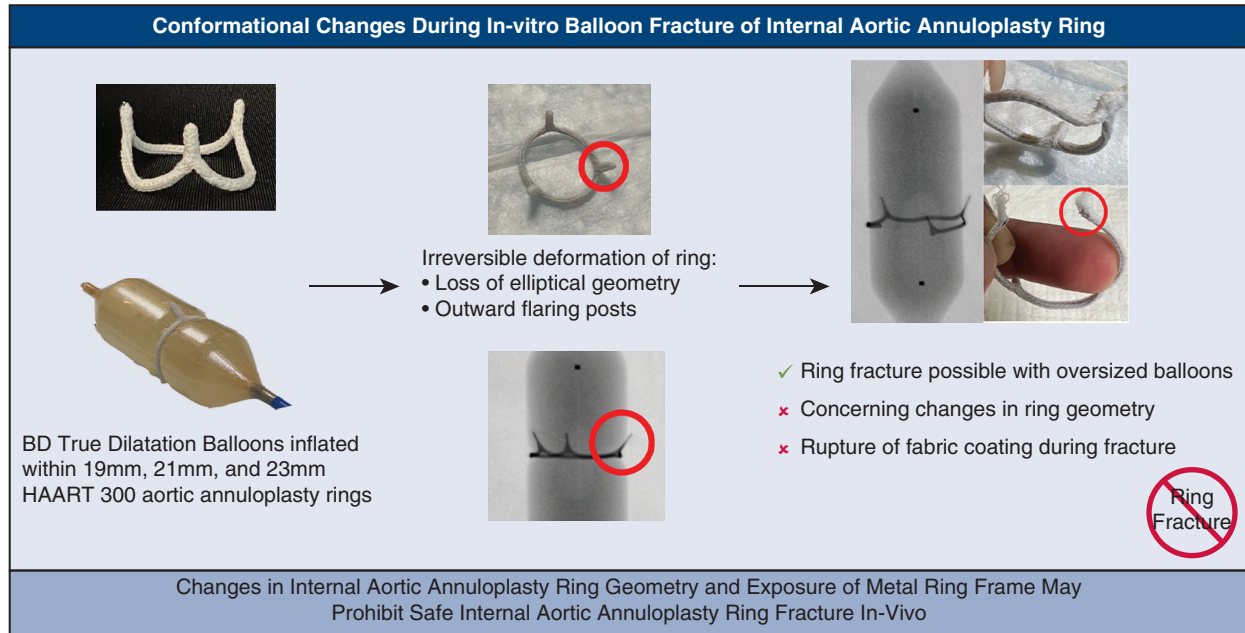 Conformational Changes During In-vitro Balloon Fracture of Internal Aortic Annuloplasty Ring
BD True Dilatation Balloons inflated
within 19mm, 21mm, and 23mm
HAART 300 aortic annuloplasty rings
Irreversible deformation of ring:
• Loss of elliptical geometry
• Outward flaring posts
✓ Ring fracture possible with oversized balloons
✗ Concerning changes in ring geometry
✗ Rupture of fabric coating during fracture
Ring
Fracture
Changes in Internal Aortic Annuloplasty Ring Geometry and Exposure of Metal Ring Frame May
Prohibit Safe Internal Aortic Annuloplasty Ring Fracture In-Vivo